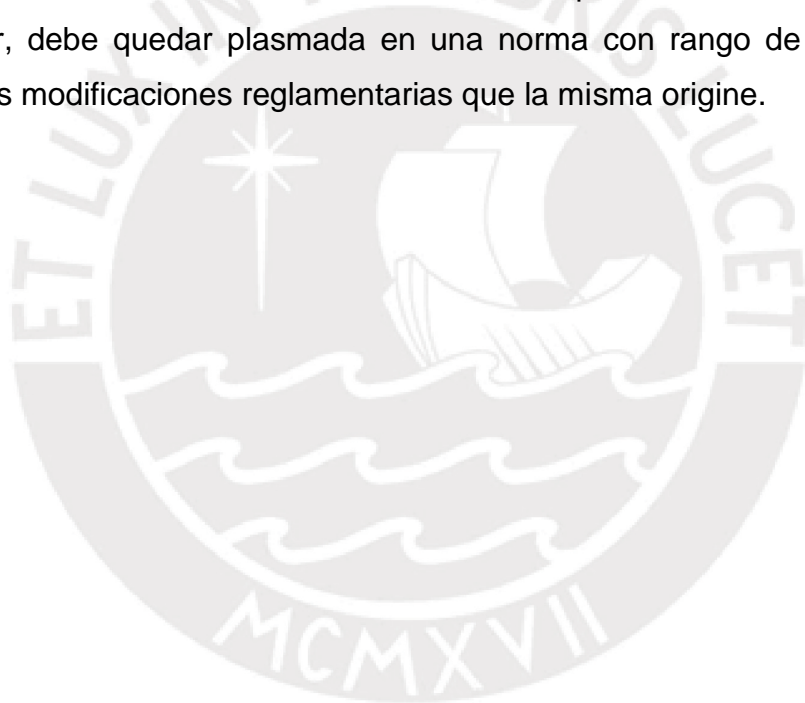 r, debe quedar plasmada en una norma con rango de
s modificaciones reglamentarias que la misma origine.
ET LUX IN RIS LUCET
MCMXVII